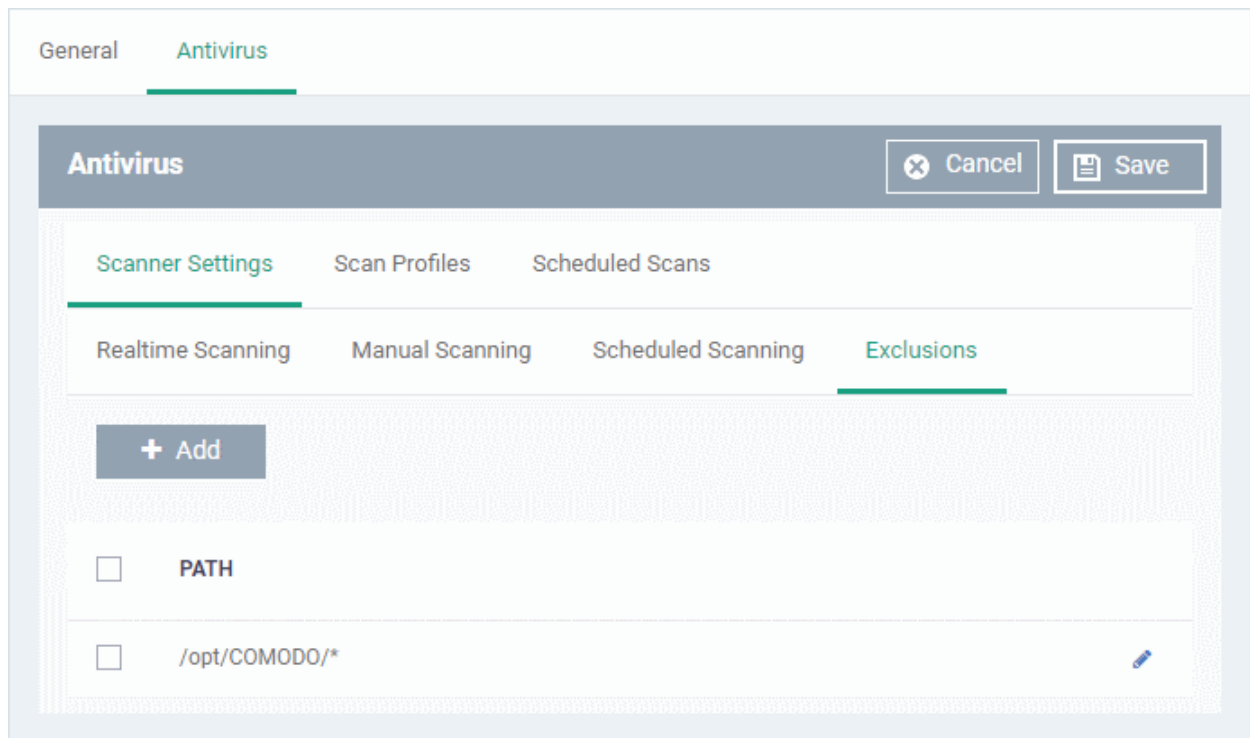 General Antivirus
Antivirus Cancel Save
Scanner Settings Scan Profiles Scheduled Scans
Realtime Scanning Manual Scanning Scheduled Scanning Exclusions
+ Add
PATH
/opt/COMODO/*